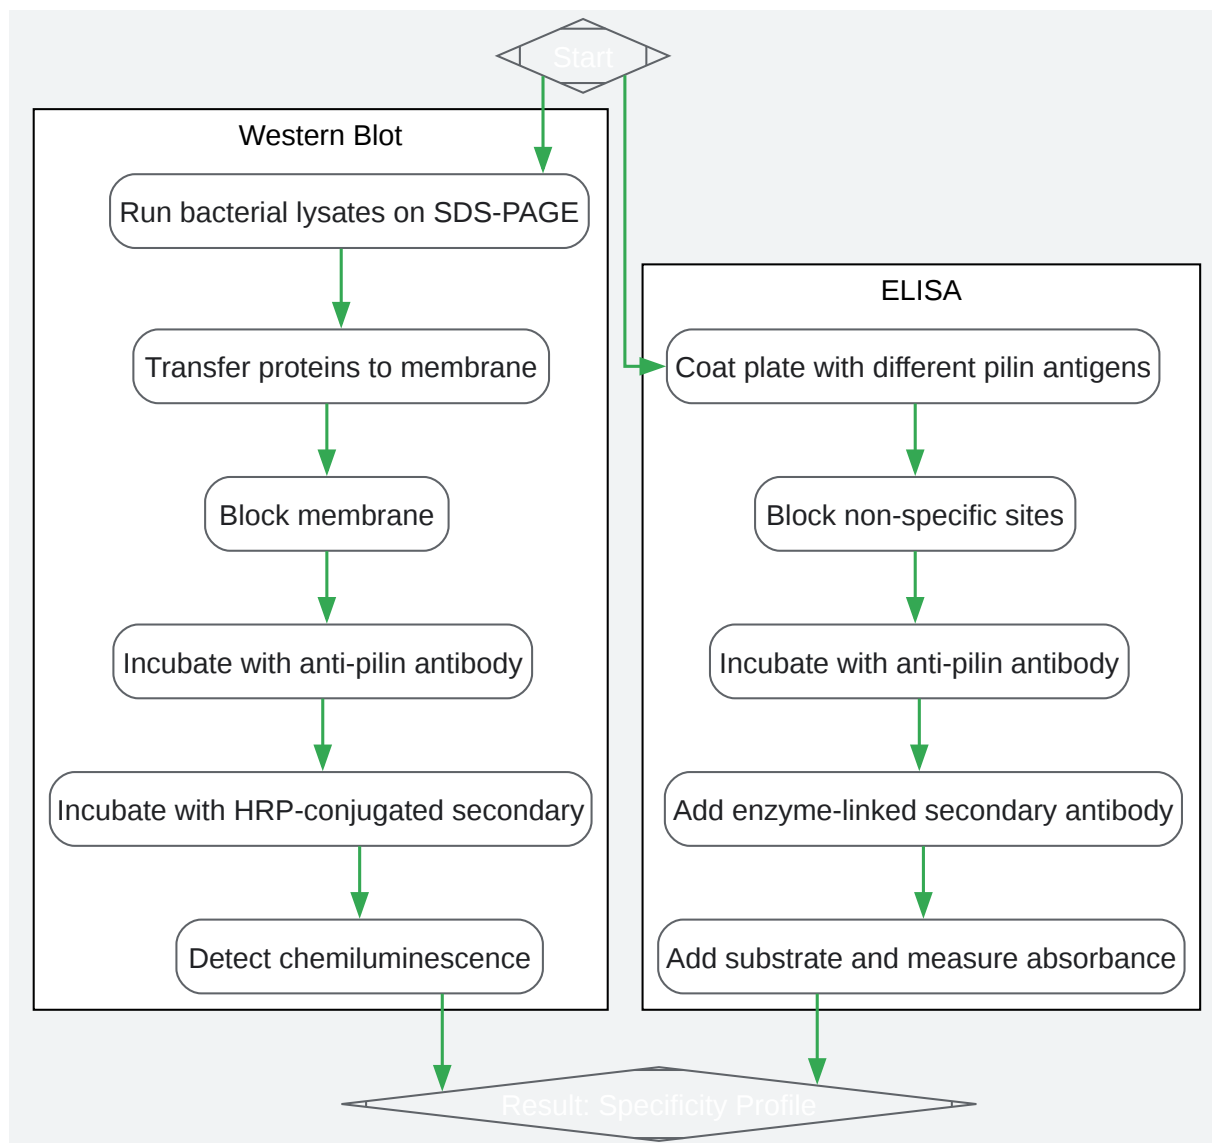 Start
Western Blot
Run bacterial lysates on SDS-PAGE
Transfer proteins to membrane
Block membrane
Incubate with anti-pilin antibody
Incubate with HRP-conjugated secondary
Detect chemiluminescence
ELISA
Coat plate with different pilin antigens
Block non-specific sites
Incubate with anti-pilin antibody
Add enzyme-linked secondary antibody
Add substrate and measure absorbance
Result: Specificity Profile